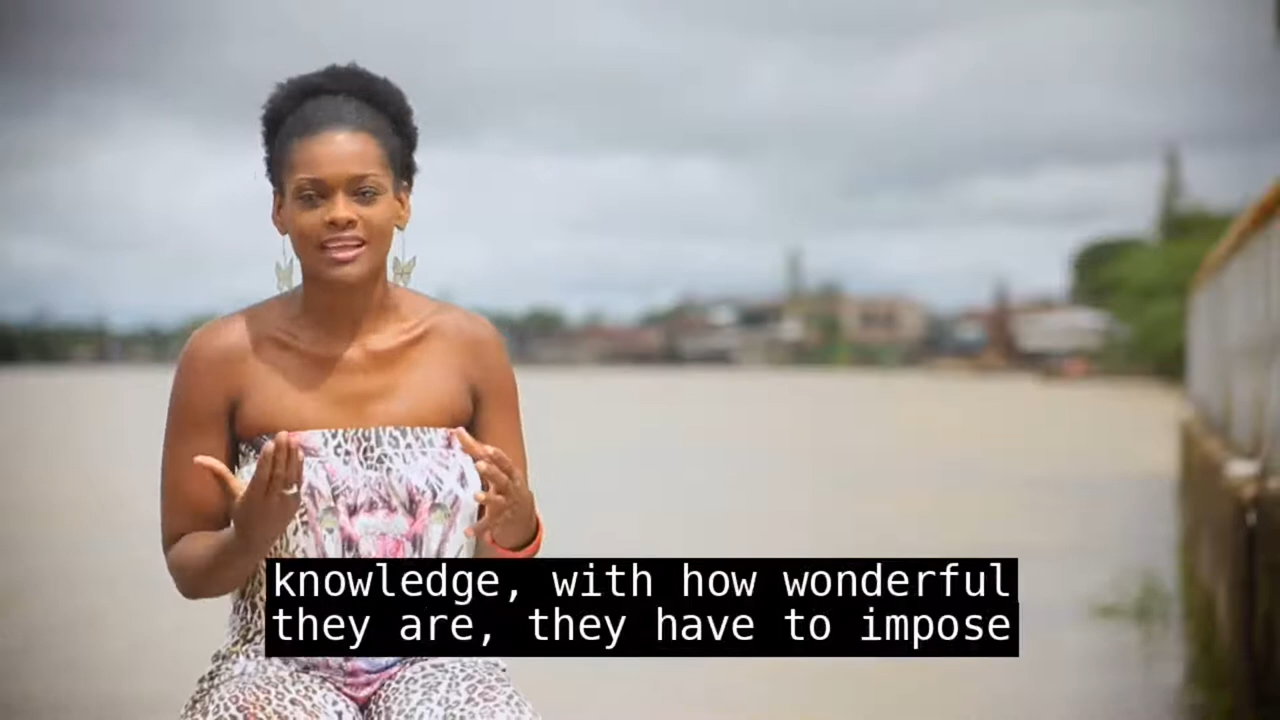 knowledge, with how wonderful
they are, they have to impose